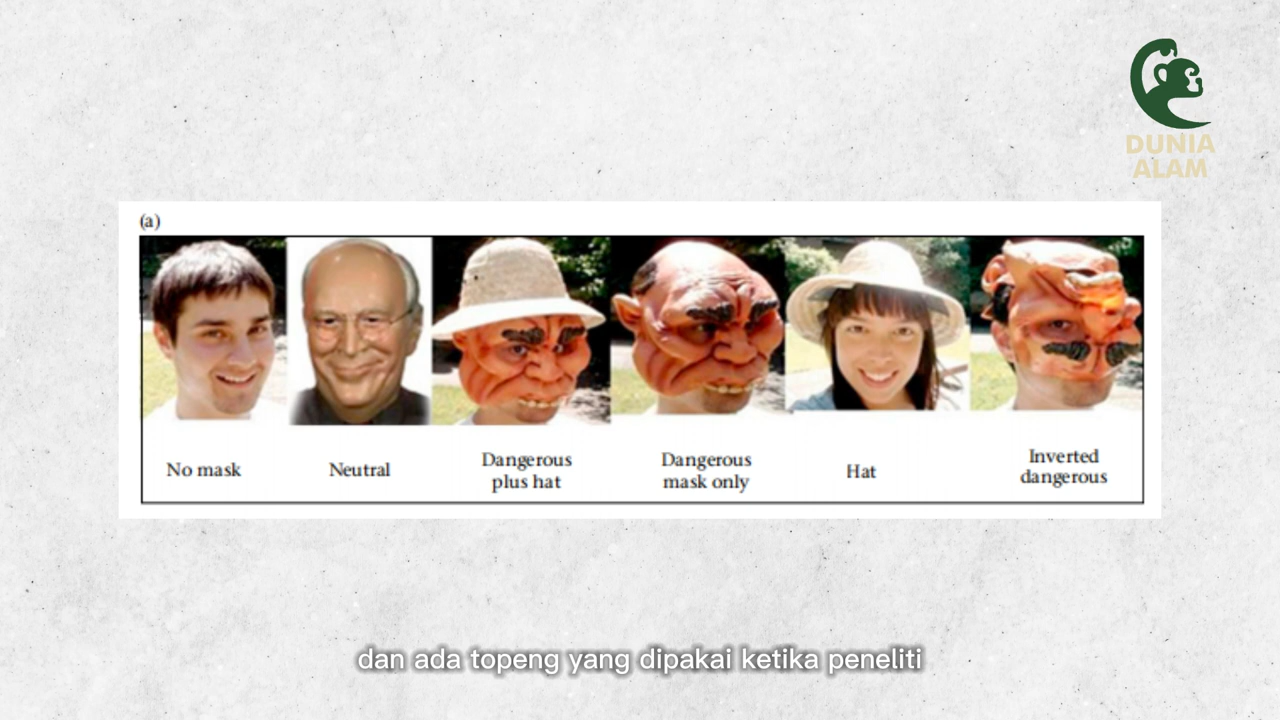 DUNIA
ALAM
(a)
No mask
Neutral
Dangerous
plus hat
Dangerous
mask only
Hat
Inverted
dangerous
dan ada topeng yang dipakai ketika peneliti